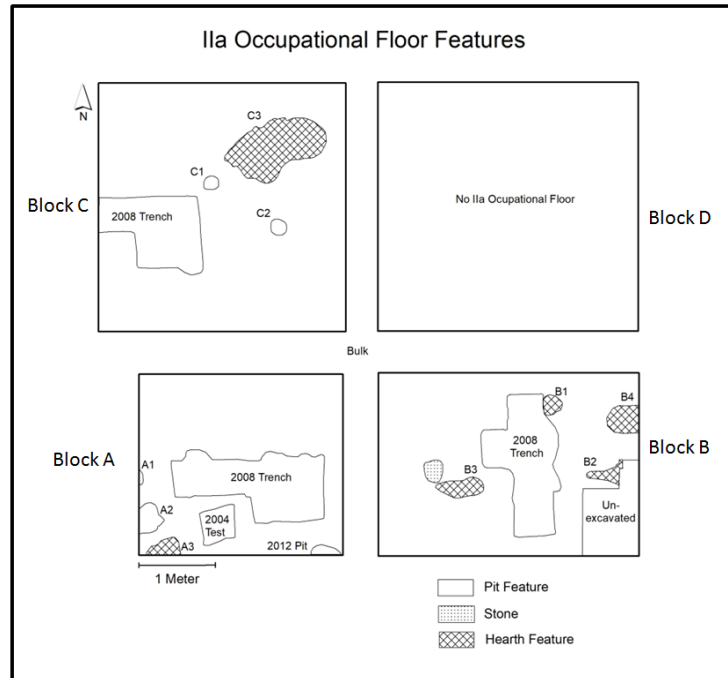 IIa Occupational Floor Features
N
C3
C1
Block C
2008 Trench
C2
No IIa Ocupational Floor
Block D
Bulk
B1
B4
Block A
A1
2008 Trench
2008
Trench
Block B
B3
B2
A2
2004
Test
Un-
excavated
A3
2012 Pit
1 Meter
Pit Feature
Stone
Hearth Feature